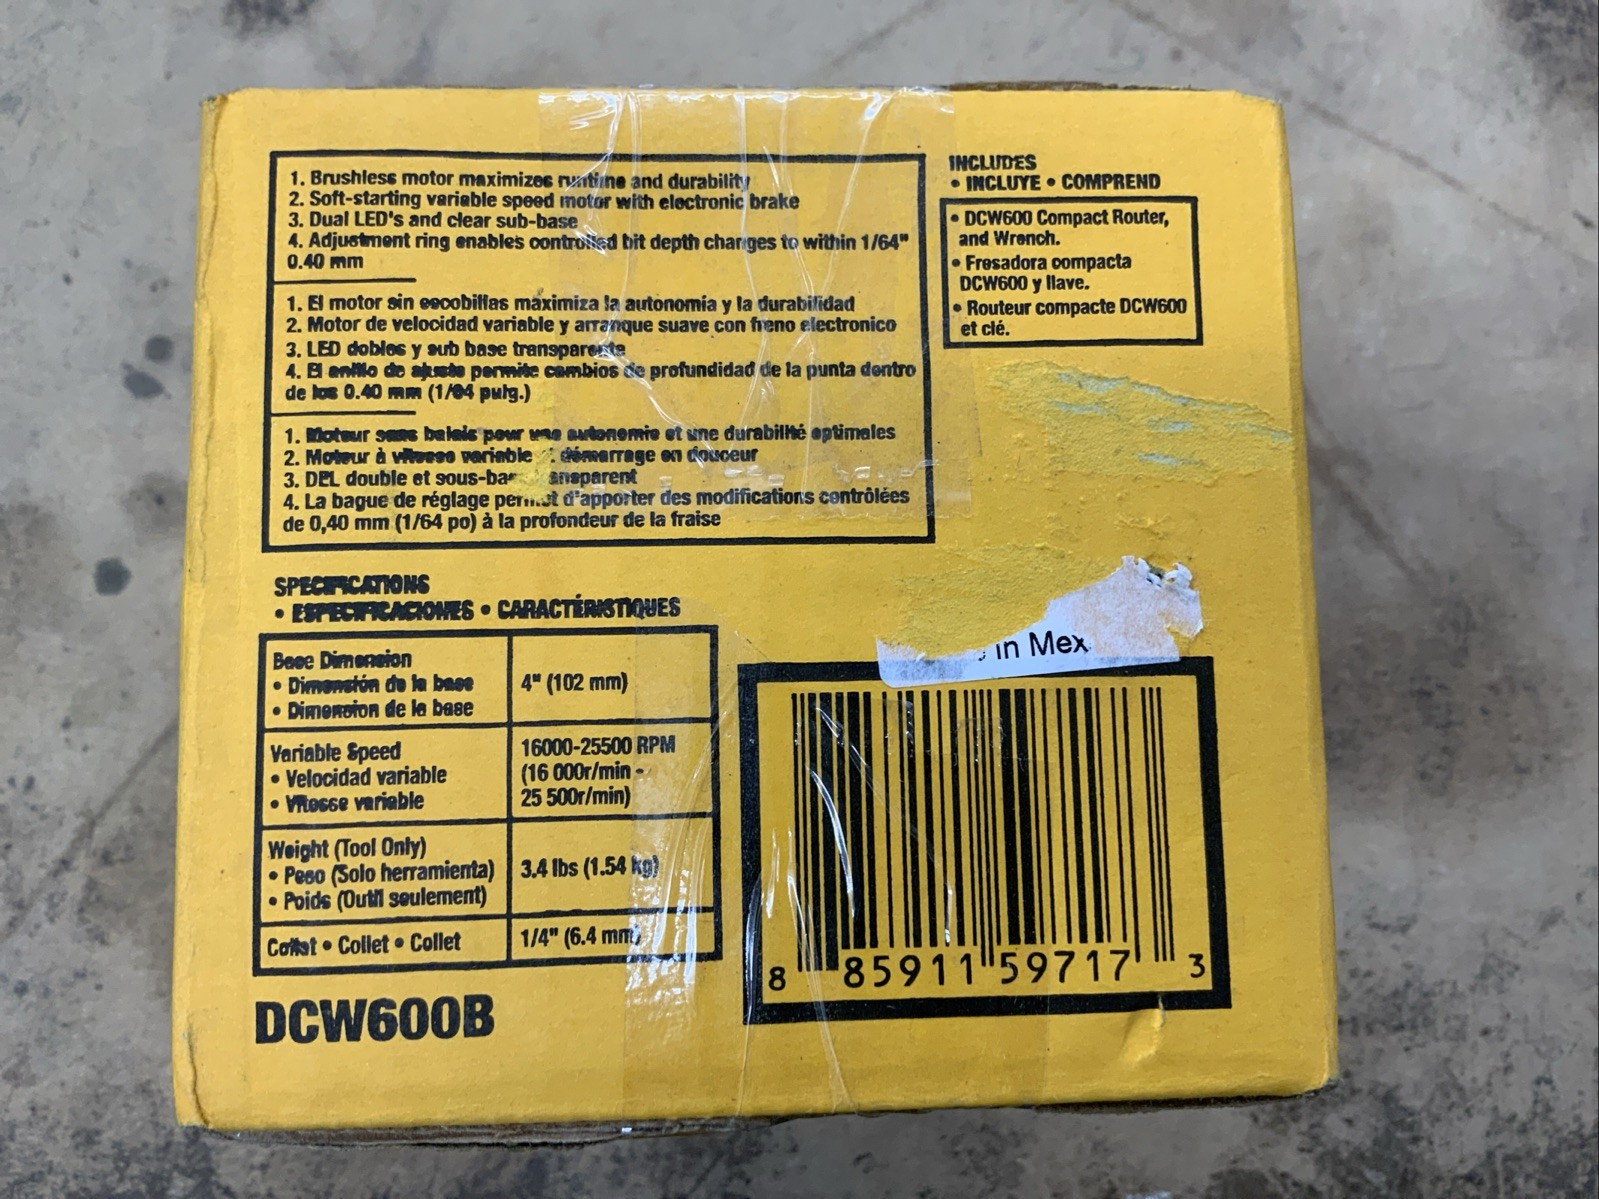 1. Brushless motor maximizes runtime and durability
2. Soft-starting variable speed motor with electronic brake
3. Dual LED's and clear sub-base
4. Adjustment ring enables controlled bit depth changes to within 1/64"
0.40 mm
1. El motor sin escobillas maximiza la autonomía y la durabilidad
2. Motor de velocidad variable y arranque suave con freno electronico
3. LED dobles y sub base transparente
4. El anillo de ajuste permite cambios de profundidad de la punta dentro
de los 0.40 mm (1/64 pulg.)
1. Moteur sans balais pour une autonomie et une durabilité optimales
2. Moteur à vitesse variable démarrage en douceur
3. DEL double et
4. La bague de réglage permet d'apporter des modifications contrôlées
de 0,40 mm (1/64 po) à la profondeur de la fraise
INCLUDES
• INCLUYE • COMPREND
• DCW600 Compact Router,
and Wrench.
• Fresadora compacta
DCW600 y llave.
• Routeur compacte DCW600
et clé.
SPECIFICATIONS
• ESPECIFICACIONES • CARACTÉRISTIQUES
Base Dimension
• Dimensión de la base
• Dimension de la base
4" (102 mm)
Variable Speed
• Velocidad variable
• Vitesse variable
16000-25500 RPM
(16 000r/min -
25 500r/min)
Weight (Tool Only)
• Peso (Solo herramienta)
• Poids (Outil seulement)
3.4 lbs (1.54 kg)
Collet • Collet • Collet
1/4" (6.4 mm)
DCW600B
in Mex
8 85911 59717 3